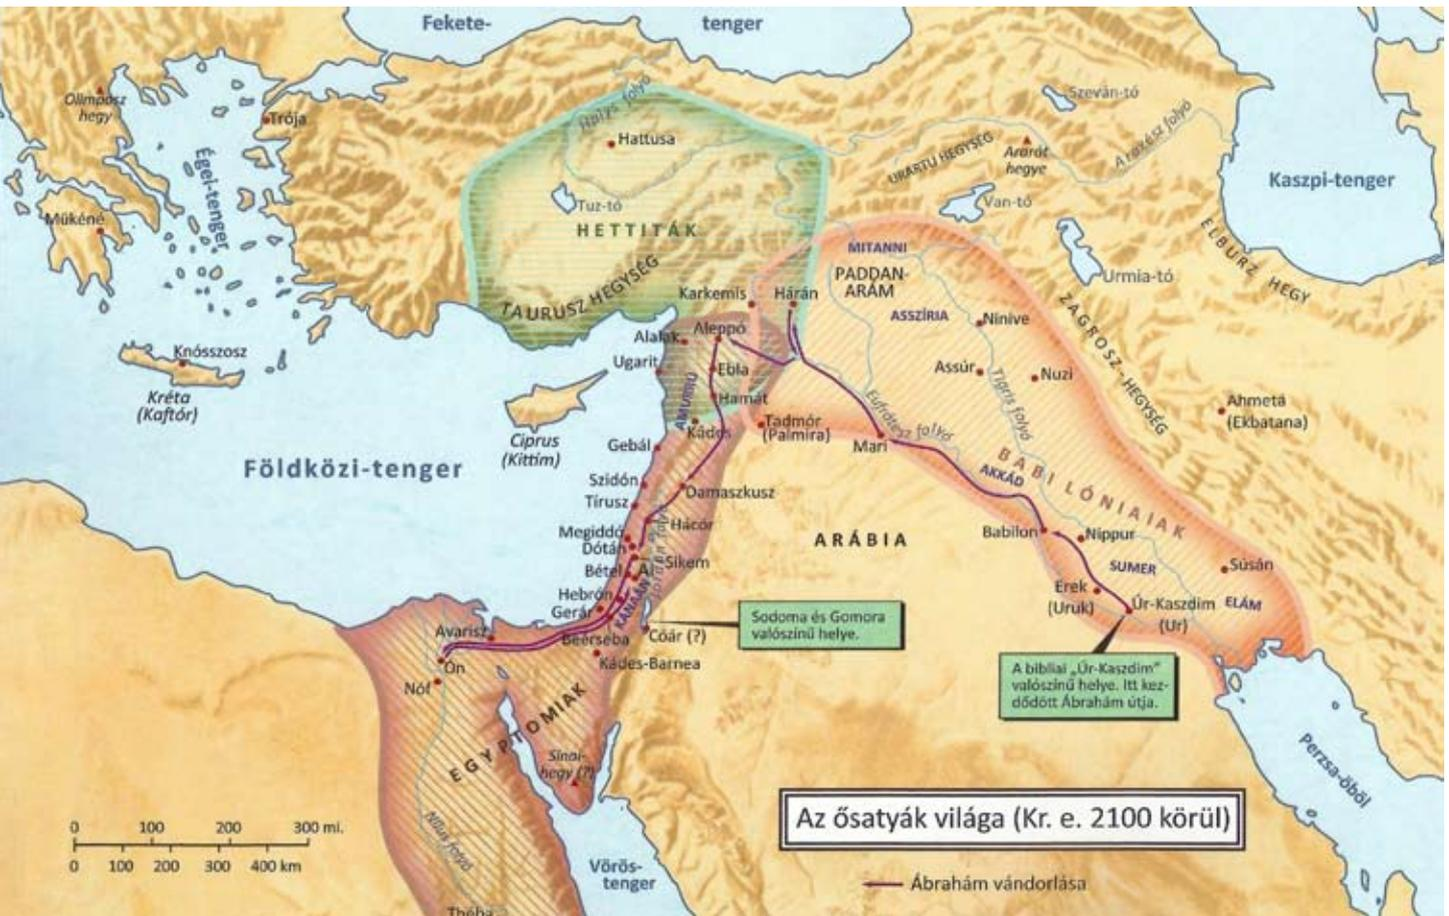 Fekete-
tenger
Olimposz
hegy
Trója
Égei-tenger
Mükéné
Halys folyó
Hattusa
Tuz-tó
HETTITÁK
TAURUSZ HEGYSÉG
Szeván-tó
URARTU HEGYSÉG
Ararát
hegye
Araxész folyó
Kaszpi-tenger
Van-tó
Urmia-tó
ELBURZ HEGY
ZAGROSZ-HEGYSÉG
MITANNI
PADDAN-
ARÁM
ASSZÍRIA
Ninive
Assúr
Nuzi
Tigris folyó
Ahmeta
(Ekbatana)
Karkemis
Hárán
Alalak
Aleppó
Ugarit
Ebla
Hamát
AMURRÚ
Kádes
Tadmór
(Palmira)
Eufrátesz folyó
Mari
Knósszosz
Kréta
(Kaftór)
Ciprus
(Kittim)
Földközi-tenger
Gebál
Szidón
Tírusz
Damaszkusz
Hácór
Megiddó
Dótán
Sikem
Bétel
Ai
Jordán folyó
Hebrón
Gerár
KÁNAÁN
Beérseba
Cóár (?)
Kádes-Barnea
Sodoma és Gomora
valószínű helye.
ARÁBIA
BABILÓNIAIAK
AKKÁD
Babilon
Nippur
SUMER
Súsán
ELÁM
Erek
(Uruk)
Úr-Kaszdim
(Ur)
A bibliai „Úr-Kaszdim”
valószínű helye. Itt kez-
dődött Ábrahám útja.
Perzsa-öböl
Avarisz
Ón
Nóf
EGYPTOMIAK
Sínai-
hegy (?)
Nílus folyó
Théba
Vörös-
tenger
0 100 200 300 mi.
0 100 200 300 400 km
Az ősatyák világa (Kr. e. 2100 körül)
Ábrahám vándorlása